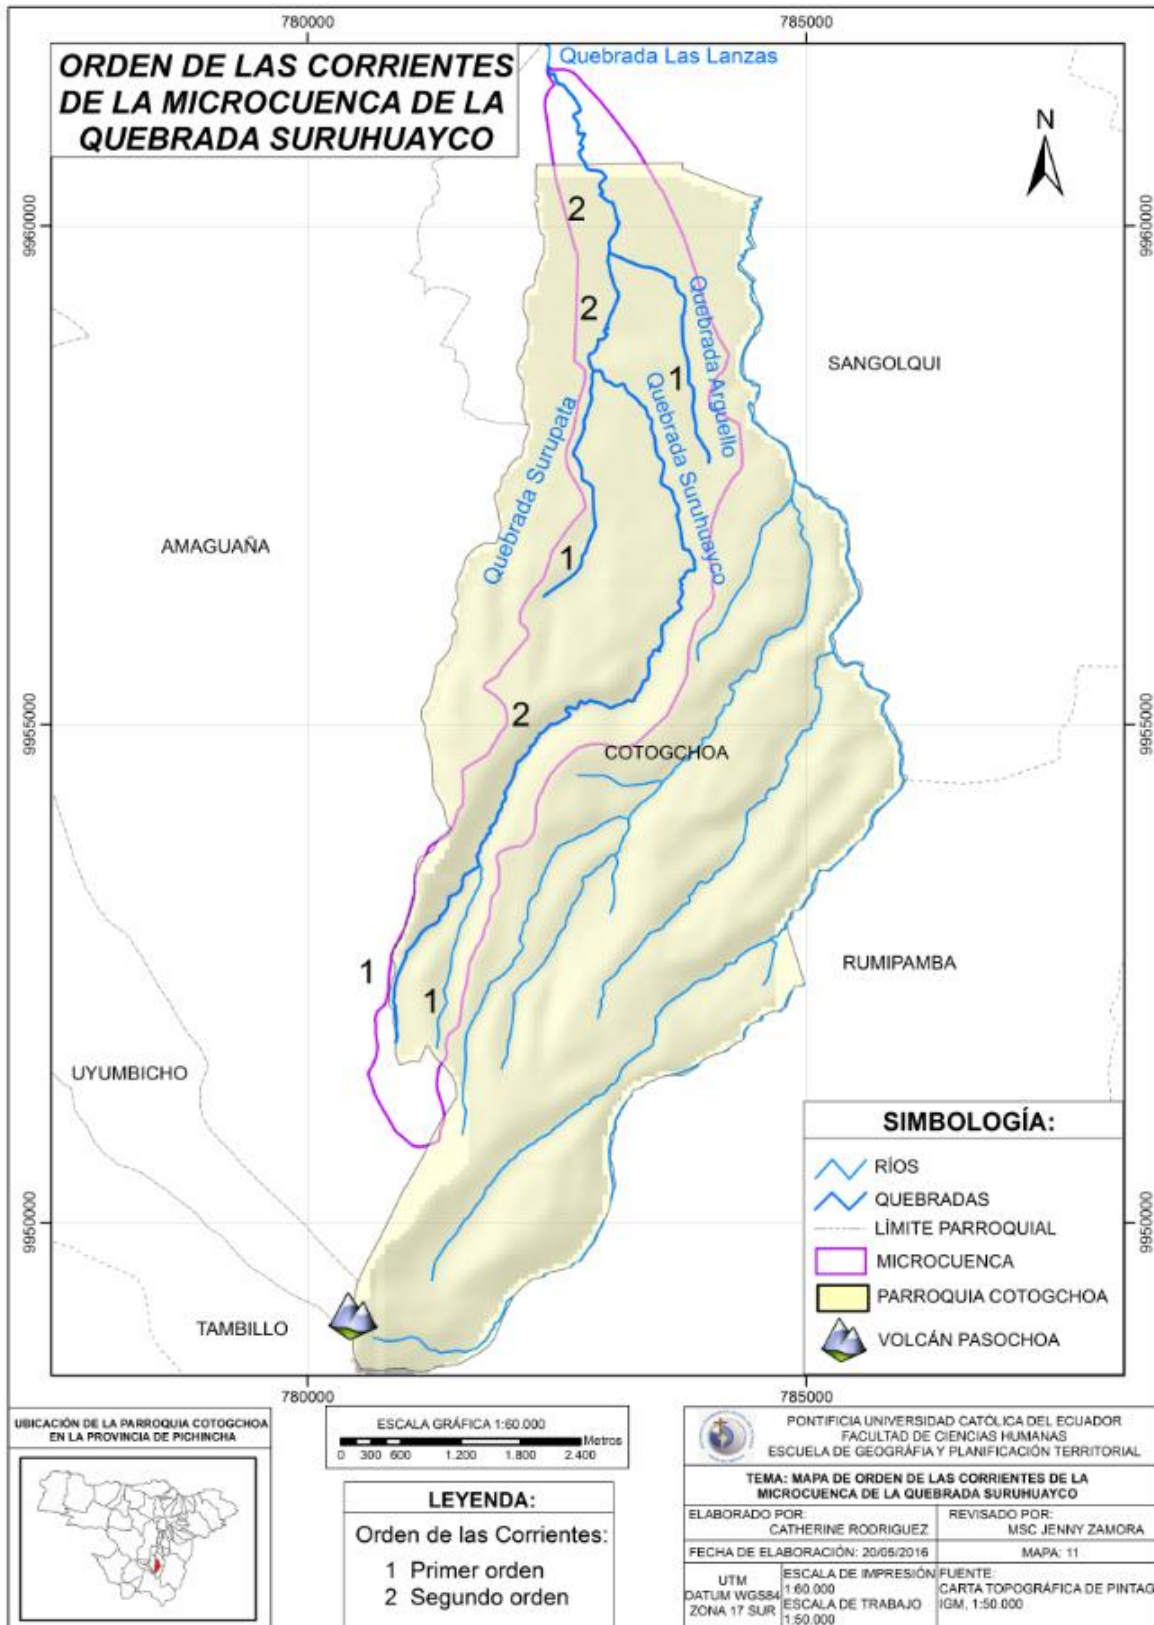 780000
785000
ORDEN DE LAS CORRIENTES
DE LA MICROCUENCA DE LA
QUEBRADA SURUHUAYCO
Quebrada Las Lanzas
N
9960000
9960000
2
2
Quebrada Arguello
SANGOLQUI
1
Quebrada Suruhuayco
Quebrada Surupata
AMAGUAÑA
1
9955000
9955000
2
COTOGCHOA
1
1
RUMIPAMBA
UYUMBICHO
9950000
9950000
TAMBILLO
SIMBOLOGÍA:
RÍOS
QUEBRADAS
LÍMITE PARROQUIAL
MICROCUENCA
PARROQUIA COTOGCHOA
VOLCÁN PASOCHOA
780000
785000
UBICACIÓN DE LA PARROQUIA COTOGCHOA
EN LA PROVINCIA DE PICHINCHA
ESCALA GRÁFICA 1:60.000
Metros
0 300 600 1.200 1.800 2.400
LEYENDA:
Orden de las Corrientes:
1 Primer orden
2 Segundo orden
PONTIFICIA UNIVERSIDAD CATÓLICA DEL ECUADOR
FACULTAD DE CIENCIAS HUMANAS
ESCUELA DE GEOGRÁFIA Y PLANIFICACIÓN TERRITORIAL
TEMA: MAPA DE ORDEN DE LAS CORRIENTES DE LA
MICROCUENCA DE LA QUEBRADA SURUHUAYCO
ELABORADO POR:
CATHERINE RODRIGUEZ
REVISADO POR:
MSC JENNY ZAMORA
FECHA DE ELABORACIÓN: 20/05/2016
MAPA: 11
UTM
DATUM WGS84
ZONA 17 SUR
ESCALA DE IMPRESIÓN
1:60.000
ESCALA DE TRABAJO
1:50.000
FUENTE:
CARTA TOPOGRÁFICA DE PINTAG
IGM, 1:50.000